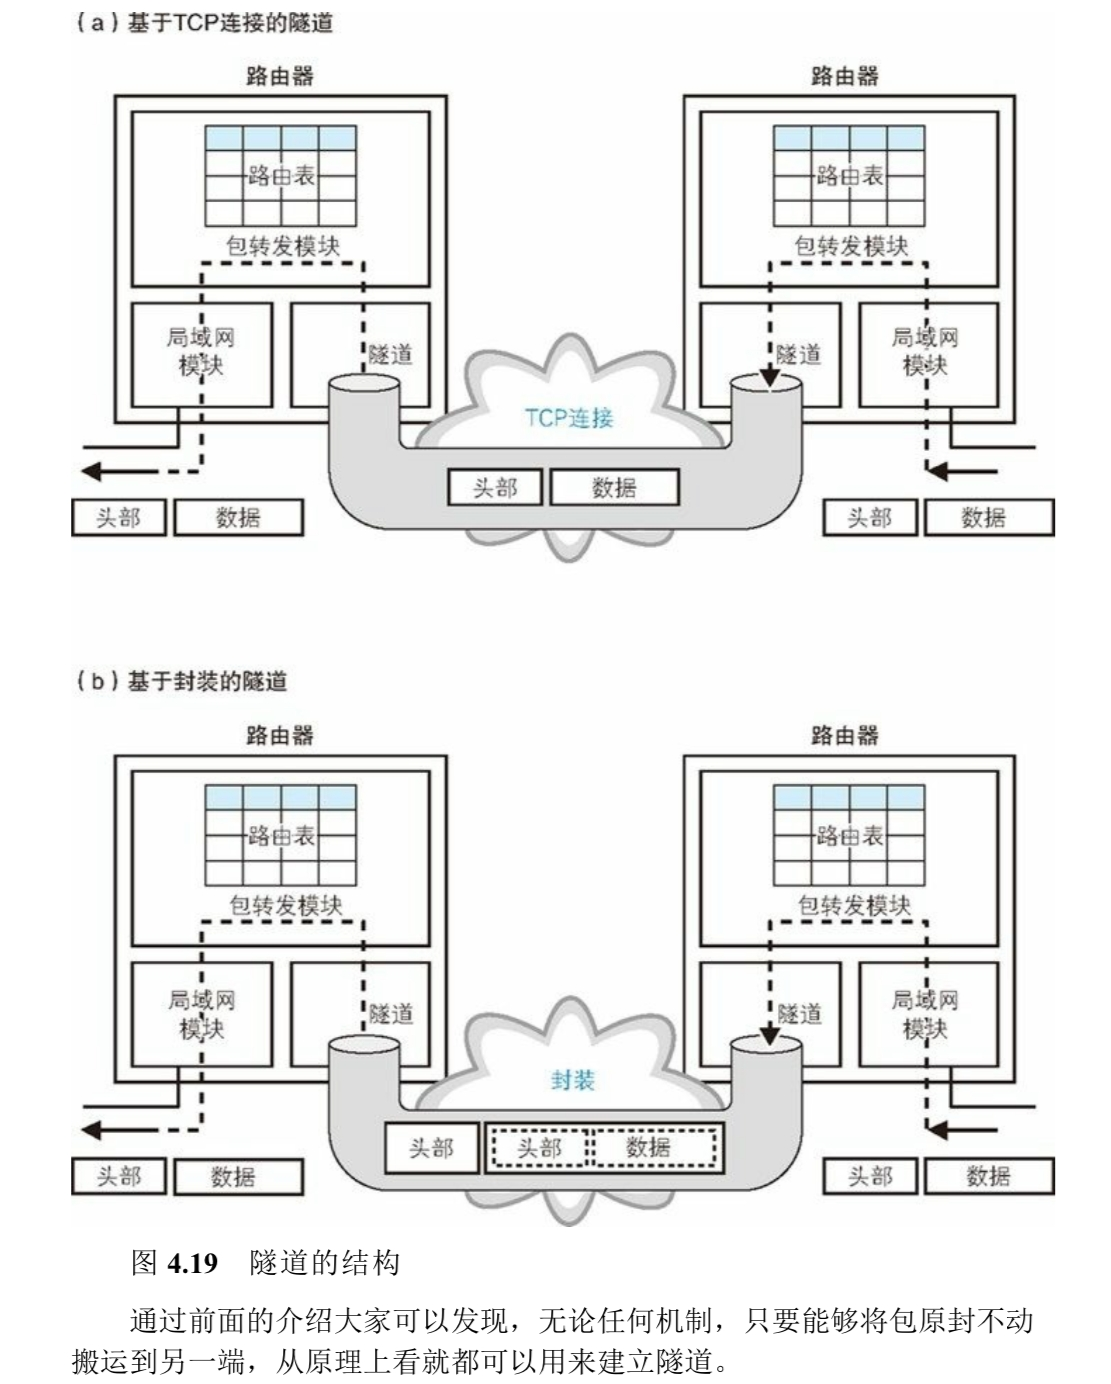 (a)基于TCP连接的隧道
路由器 路由器
路由表 路由表
包转发模块 包转发模块
局域网
模块
隧道
隧道
局域网
模块
TCP连接
头部 数据
头部 数据
头部 数据
(b)基于封装的隧道
路由器 路由器
路由表 路由表
包转发模块 包转发模块
局域网
模块
隧道
隧道
局域网
模块
封装
头部 头部 数据
头部 数据
头部 数据
图 4.19 隧道的结构
通过前面的介绍大家可以发现，无论任何机制，只要能够将包原封不动
搬运到另一端，从原理上看就都可以用来建立隧道。